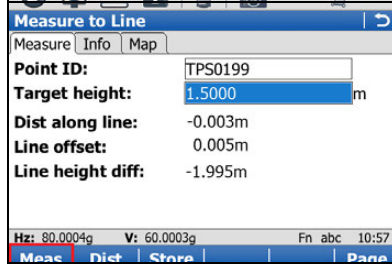 Measure to Line
Measure Info Map
Point ID: TPS0199
Target height: 1.5000 m
Dist along line: -0.003m
Line offset: 0.005m
Line height diff: -1.995m
Hz: 80.0004g V: 60.0003g Fn abc 10:57
Meas Dist Store Page